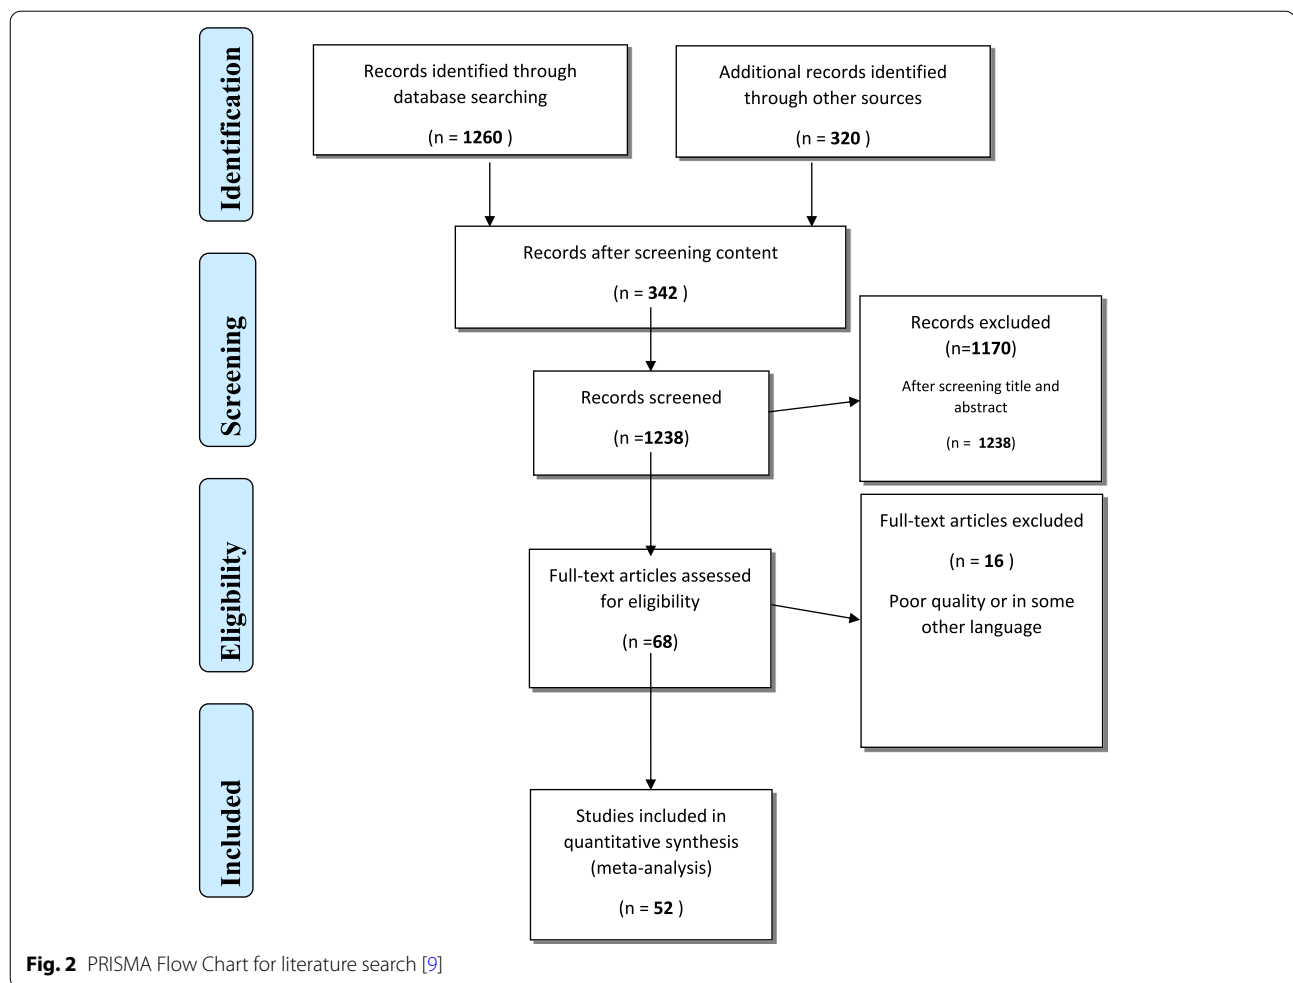 Identification
Records identified through
database searching
(n = 1260 )
Additional records identified
through other sources
(n = 320 )
Screening
Records after screening content
(n = 342 )
Records screened
(n =1238)
Records excluded
(n=1170)
After screening title and
abstract
(n = 1238)
Eligibility
Full-text articles assessed
for eligibility
(n =68)
Full-text articles excluded
(n = 16 )
Poor quality or in some
other language
Included
Studies included in
quantitative synthesis
(meta-analysis)
(n = 52 )
Fig. 2 PRISMA Flow Chart for literature search [9]